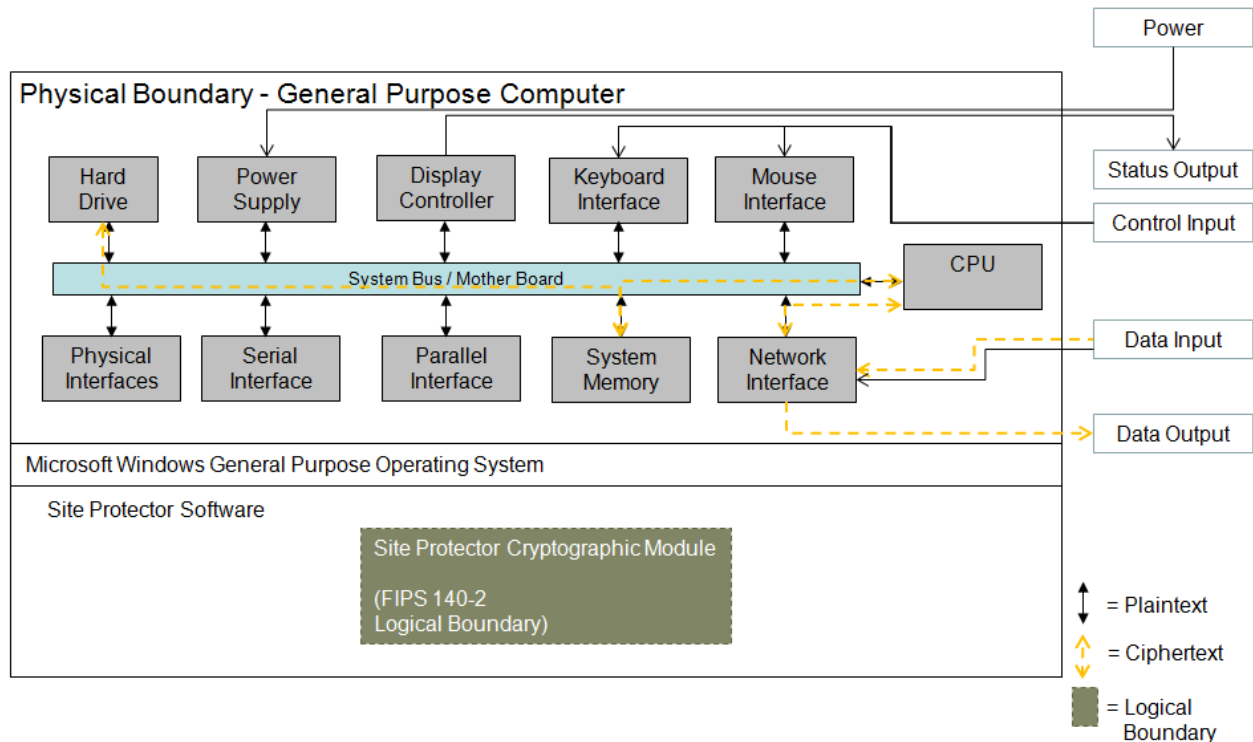 Power
Physical Boundary - General Purpose Computer
Hard
Drive
Power
Supply
Display
Controller
Keyboard
Interface
Mouse
Interface
Status Output
Control Input
System Bus / Mother Board
CPU
Physical
Interfaces
Serial
Interface
Parallel
Interface
System
Memory
Network
Interface
Data Input
Data Output
Microsoft Windows General Purpose Operating System
Site Protector Software
Site Protector Cryptographic Module
(FIPS 140-2
Logical Boundary)
= Plaintext
= Ciphertext
= Logical
Boundary